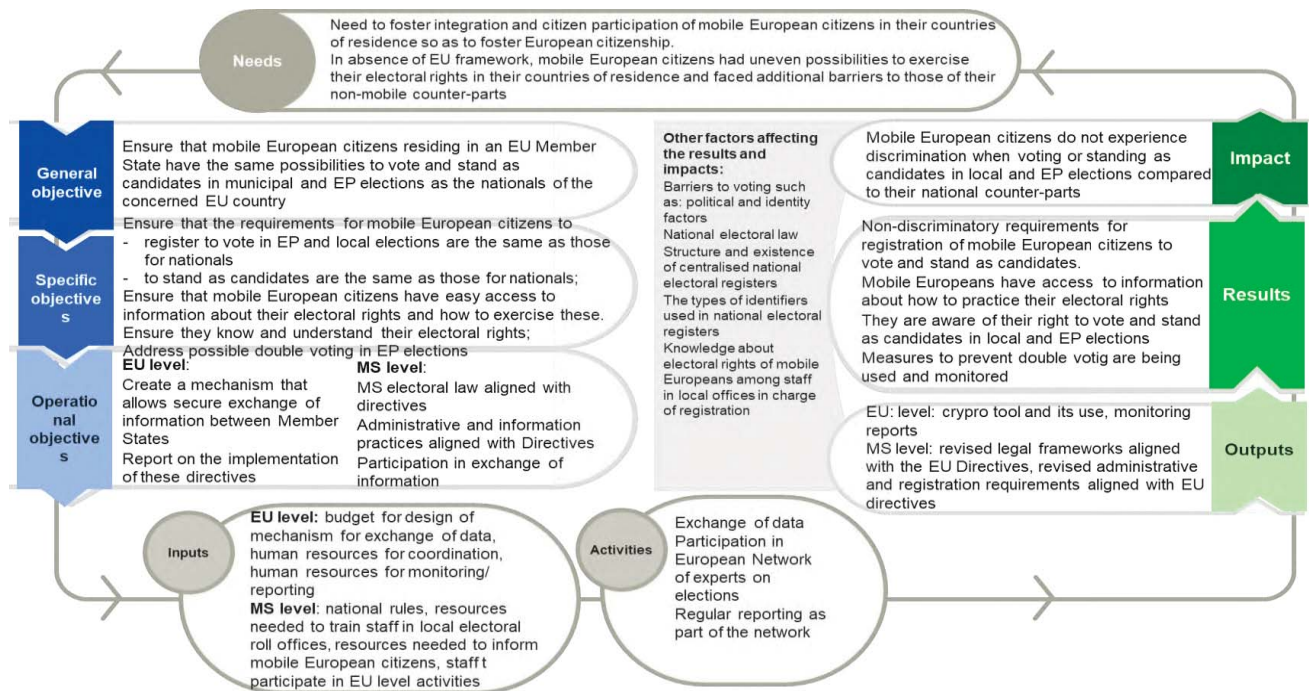 Needs
Need to foster integration and citizen participation of mobile European citizens in their countries
of residence so as to foster European citizenship.
In absence of EU framework, mobile European citizens had uneven possibilities to exercise
their electoral rights in their countries of residence and faced additional barriers to those of their
non-mobile counter-parts
General
objective
Ensure that mobile European citizens residing in an EU Member
State have the same possibilities to vote and stand as
candidates in municipal and EP elections as the nationals of the
concerned EU country
Specific
objective
s
Ensure that the requirements for mobile European citizens to
- register to vote in EP and local elections are the same as those
for nationals
- to stand as candidates are the same as those for nationals;
Ensure that mobile European citizens have easy access to
information about their electoral rights and how to exercise these.
Ensure they know and understand their electoral rights;
Address possible double voting in EP elections
Operatio
nal
objective
s
EU level:
Create a mechanism that
allows secure exchange of
information between Member
States
Report on the implementation
of these directives
MS level:
MS electoral law aligned with
directives
Administrative and information
practices aligned with Directives
Participation in exchange of
information
Other factors affecting
the results and
impacts:
Barriers to voting such
as: political and identity
factors
National electoral law
Structure and existence
of centralised national
electoral registers
The types of identifiers
used in national electoral
registers
Knowledge about
electoral rights of mobile
Europeans among staff
in local offices in charge
of registration
Mobile European citizens do not experience
discrimination when voting or standing as
candidates in local and EP elections compared
to their national counter-parts
Impact
Non-discriminatory requirements for
registration of mobile European citizens to
vote and stand as candidates.
Mobile Europeans have access to information
about how to practice their electoral rights
They are aware of their right to vote and stand
as candidates in local and EP elections
Measures to prevent double votig are being
used and monitored
Results
EU: level: crypro tool and its use, monitoring
reports
MS level: revised legal frameworks aligned
with the EU Directives, revised administrative
and registration requirements aligned with EU
directives
Outputs
Inputs
EU level: budget for design of
mechanism for exchange of data,
human resources for coordination,
human resources for monitoring/
reporting
MS level: national rules, resources
needed to train staff in local electoral
roll offices, resources needed to inform
mobile European citizens, staff t
participate in EU level activities
Activities
Exchange of data
Participation in
European Network
of experts on
elections
Regular reporting as
part of the network